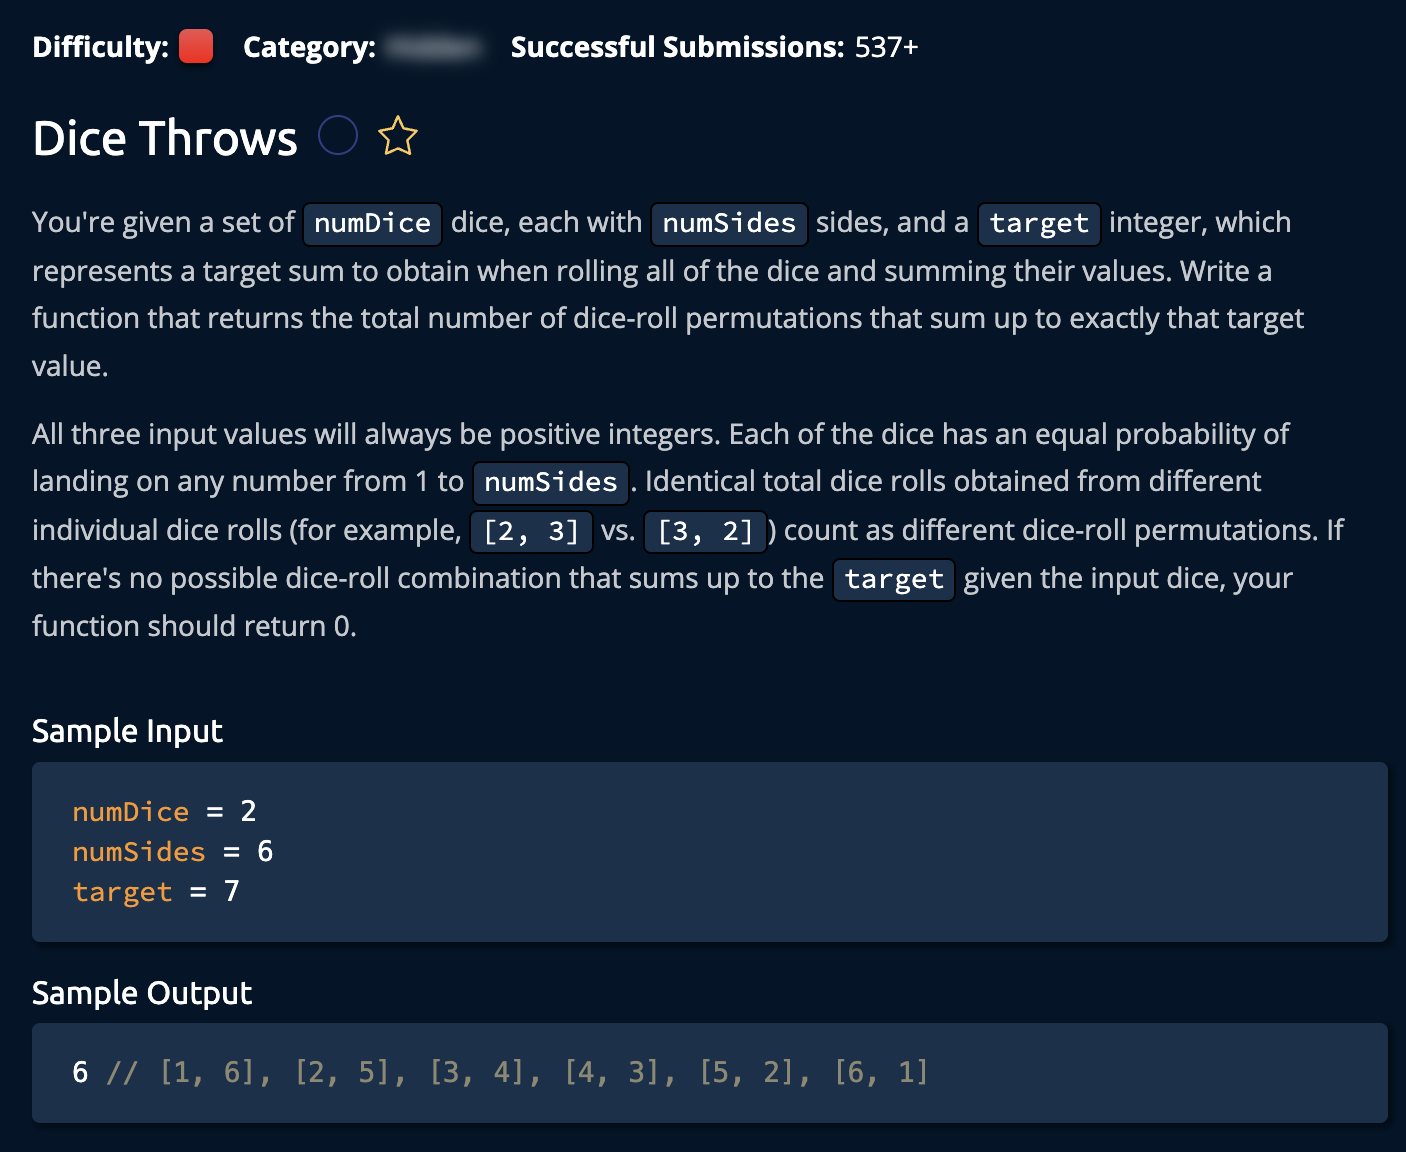 Difficulty: Category: Successful Submissions: 537+
Dice Throws
You're given a set of numDice dice, each with numSides sides, and a target integer, which
represents a target sum to obtain when rolling all of the dice and summing their values. Write a
function that returns the total number of dice-roll permutations that sum up to exactly that target
value.
All three input values will always be positive integers. Each of the dice has an equal probability of
landing on any number from 1 to numSides . Identical total dice rolls obtained from different
individual dice rolls (for example, [2, 3] vs. [3, 2] ) count as different dice-roll permutations. If
there's no possible dice-roll combination that sums up to the target given the input dice, your
function should return 0.
Sample Input
numDice = 2
numSides = 6
target = 7
Sample Output
6 // [1, 6], [2, 5], [3, 4], [4, 3], [5, 2], [6, 1]